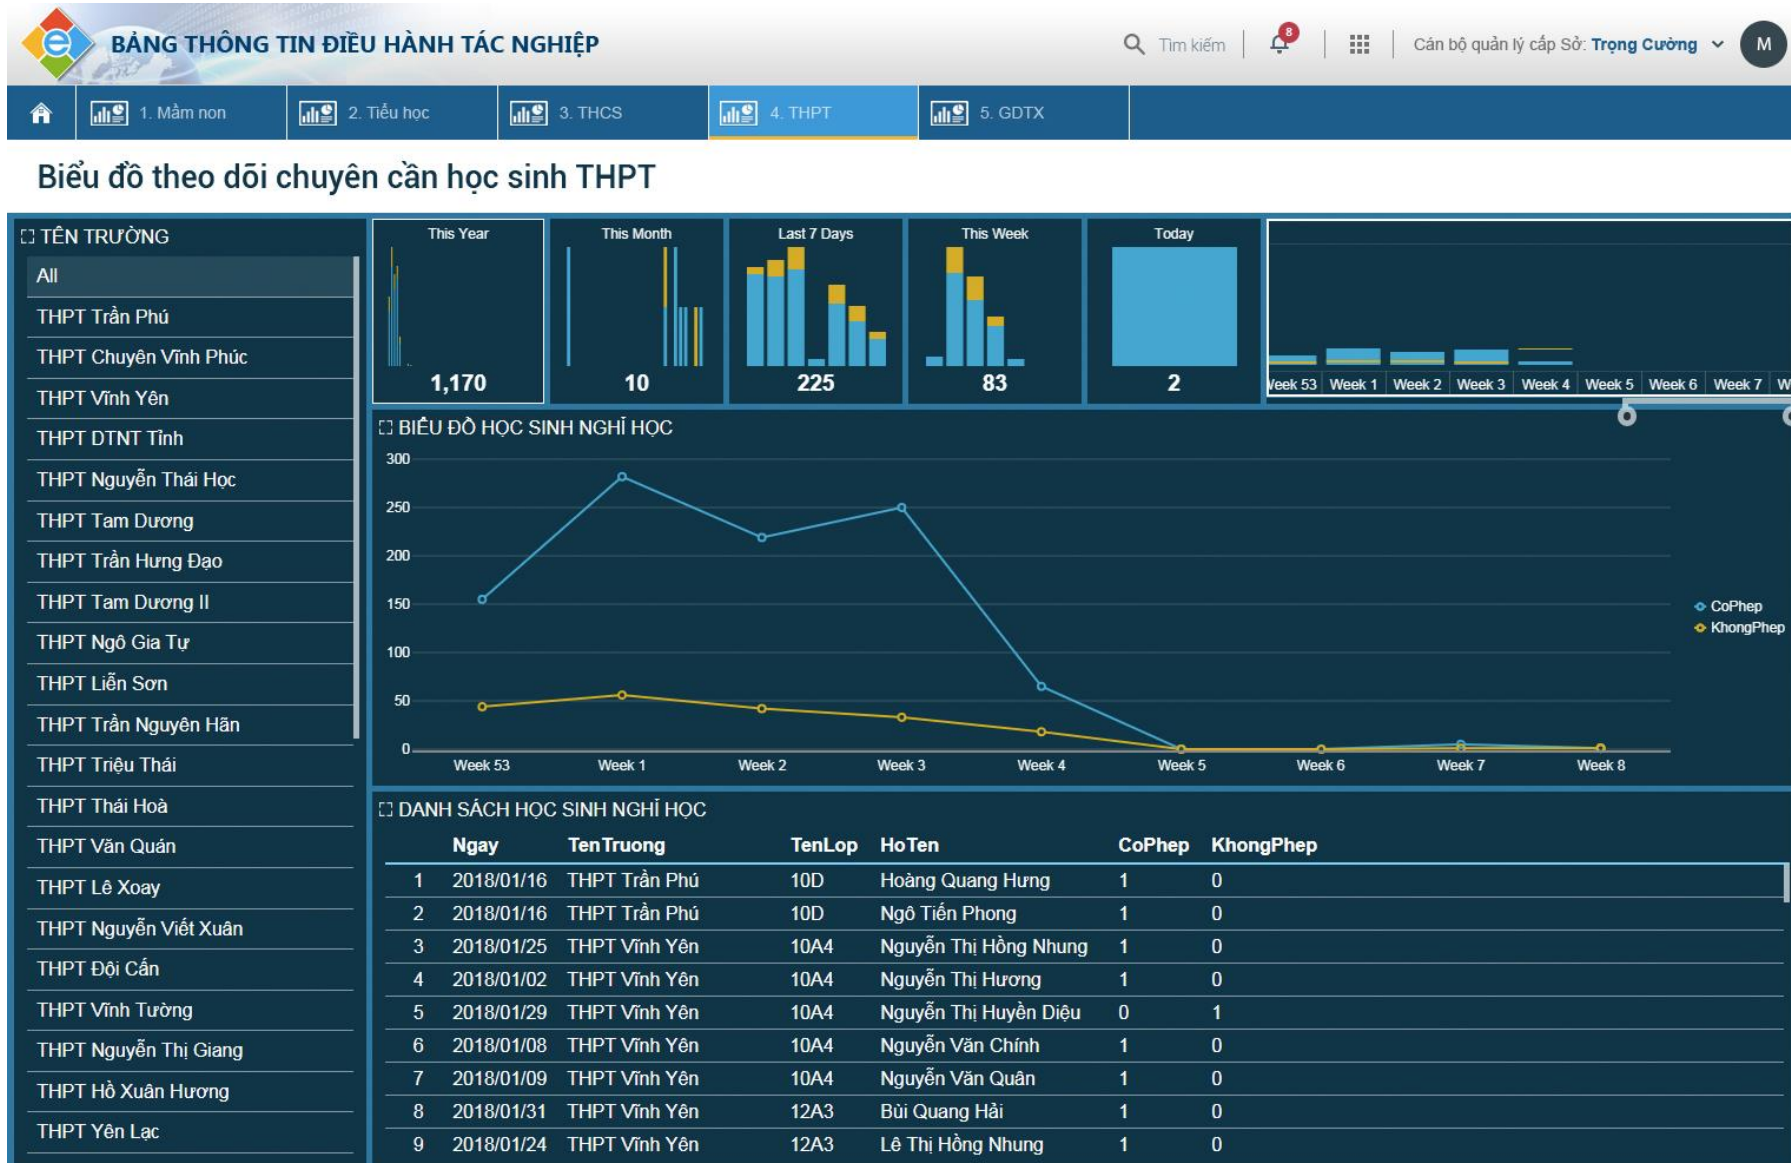 e
BẢNG THÔNG TIN ĐIỀU HÀNH TÁC NGHIỆP
Tìm kiếm
8
Cán bộ quản lý cấp Sở: Trọng Cường
M
1. Mầm non
2. Tiểu học
3. THCS
4. THPT
5. GDTX
Biểu đồ theo dõi chuyên cần học sinh THPT
TÊN TRƯỜNG
All
THPT Trần Phú
THPT Chuyên Vĩnh Phúc
THPT Vĩnh Yên
THPT DTNT Tỉnh
THPT Nguyễn Thái Học
THPT Tam Dương
THPT Trần Hưng Đạo
THPT Tam Dương II
THPT Ngô Gia Tự
THPT Liễn Sơn
THPT Trần Nguyên Hãn
THPT Triệu Thái
THPT Thái Hoà
THPT Văn Quán
THPT Lê Xoay
THPT Nguyễn Viết Xuân
THPT Đội Cấn
THPT Vĩnh Tường
THPT Nguyễn Thị Giang
THPT Hồ Xuân Hương
THPT Yên Lạc
This Year
1,170
This Month
10
Last 7 Days
225
This Week
83
Today
2
Week 53 Week 1 Week 2 Week 3 Week 4 Week 5 Week 6 Week 7 W
BIỂU ĐỒ HỌC SINH NGHỈ HỌC
300
250
200
150
100
50
0
Week 53 Week 1 Week 2 Week 3 Week 4 Week 5 Week 6 Week 7 Week 8
CoPhep
KhongPhep
DANH SÁCH HỌC SINH NGHỈ HỌC
Ngay TenTruong TenLop HoTen CoPhep KhongPhep
1 2018/01/16 THPT Trần Phú 10D Hoàng Quang Hưng 1 0
2 2018/01/16 THPT Trần Phú 10D Ngô Tiến Phong 1 0
3 2018/01/25 THPT Vĩnh Yên 10A4 Nguyễn Thị Hồng Nhung 1 0
4 2018/01/02 THPT Vĩnh Yên 10A4 Nguyễn Thị Hương 1 0
5 2018/01/29 THPT Vĩnh Yên 10A4 Nguyễn Thị Huyền Diệu 0 1
6 2018/01/08 THPT Vĩnh Yên 10A4 Nguyễn Văn Chính 1 0
7 2018/01/09 THPT Vĩnh Yên 10A4 Nguyễn Văn Quân 1 0
8 2018/01/31 THPT Vĩnh Yên 12A3 Bùi Quang Hải 1 0
9 2018/01/24 THPT Vĩnh Yên 12A3 Lê Thị Hồng Nhung 1 0